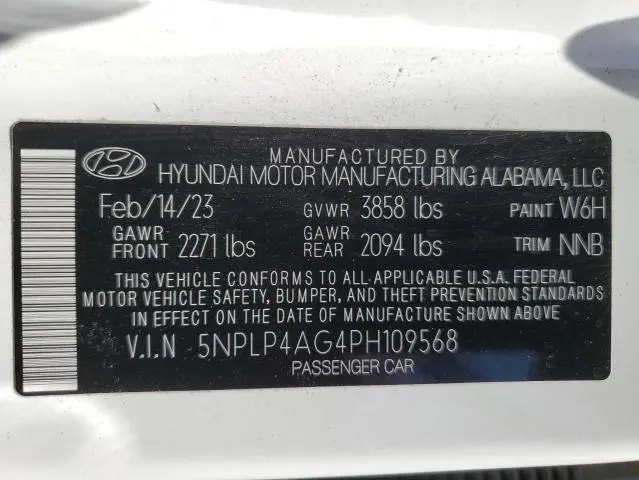 MANUFACTURED BY
HYUNDAI MOTOR MANUFACTURING ALABAMA, LLC
Feb/14/23 GVWR 3858 lbs PAINT W6H
GAWR FRONT 2271 lbs GAWR REAR 2094 lbs TRIM NNB
THIS VEHICLE CONFORMS TO ALL APPLICABLE U.S.A. FEDERAL
MOTOR VEHICLE SAFETY, BUMPER, AND THEFT PREVENTION STANDARDS
IN EFFECT ON THE DATE OF MANUFACTURE SHOWN ABOVE
V.I.N 5NPLP4AG4PH109568
PASSENGER CAR